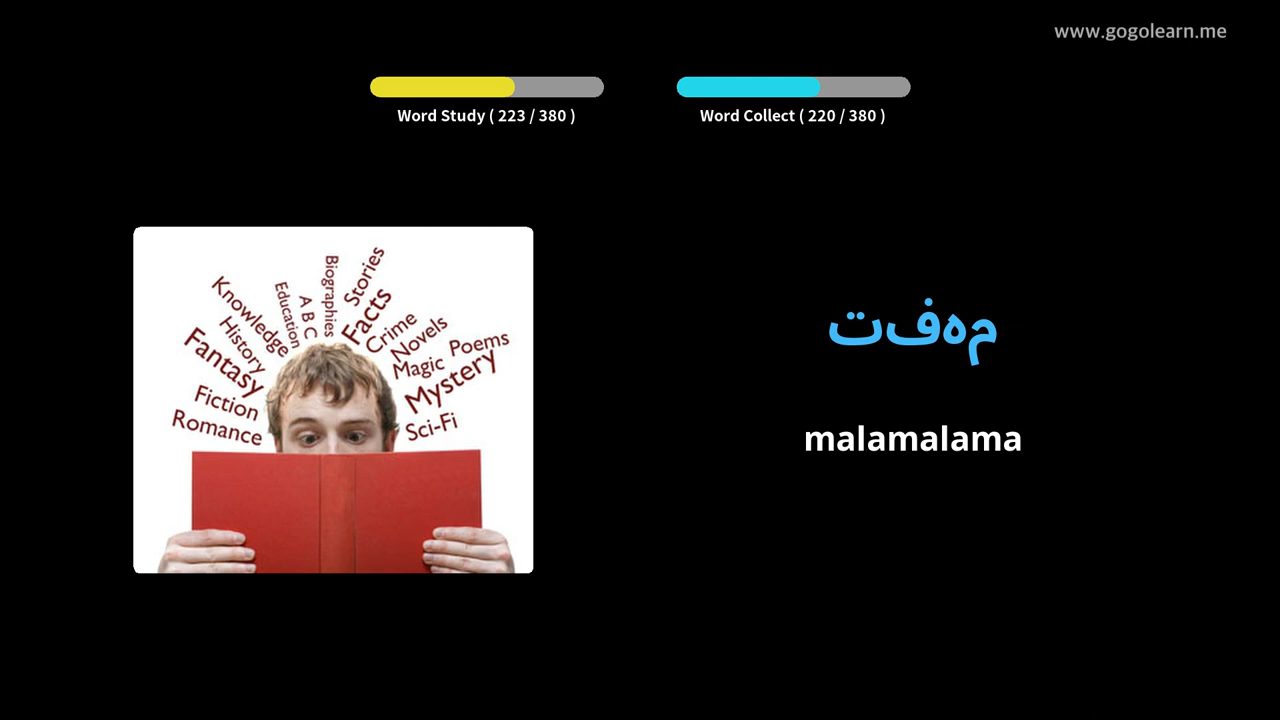 www.gogolearn.me
Word Study ( 223 / 380 )
Word Collect ( 220 / 380 )
Biographies
Stories
Education
A B C
Facts
Knowledge
Crime
History
Novels
Fantasy
Magic
Poems
Mystery
Fiction
Romance
Sci-Fi
مهفت
malamalama